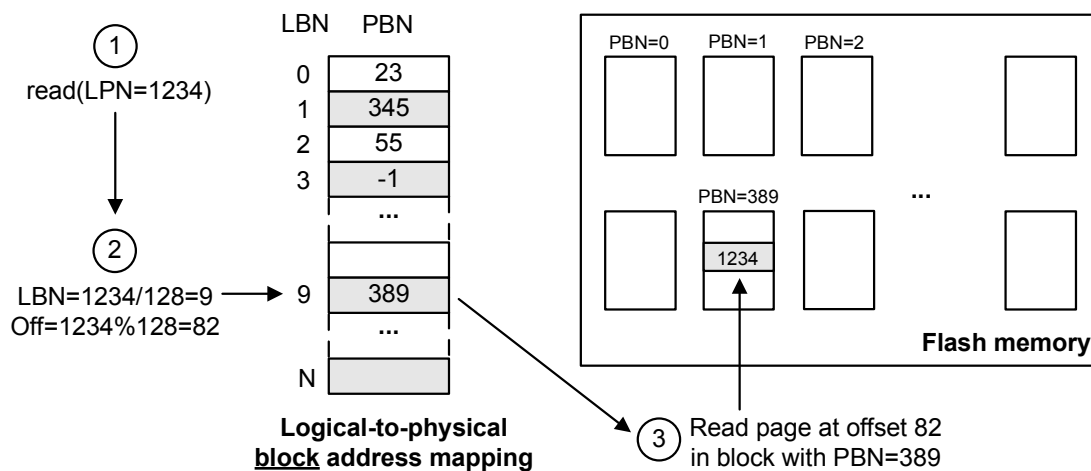 1
read(LPN=1234)
2
LBN=1234/128=9
Off=1234%128=82
LBN PBN
0 23
1 345
2 55
3 -1
...
9 389
...
N
Logical-to-physical
block address mapping
PBN=0 PBN=1 PBN=2
...
PBN=389
1234
Flash memory
3 Read page at offset 82
in block with PBN=389